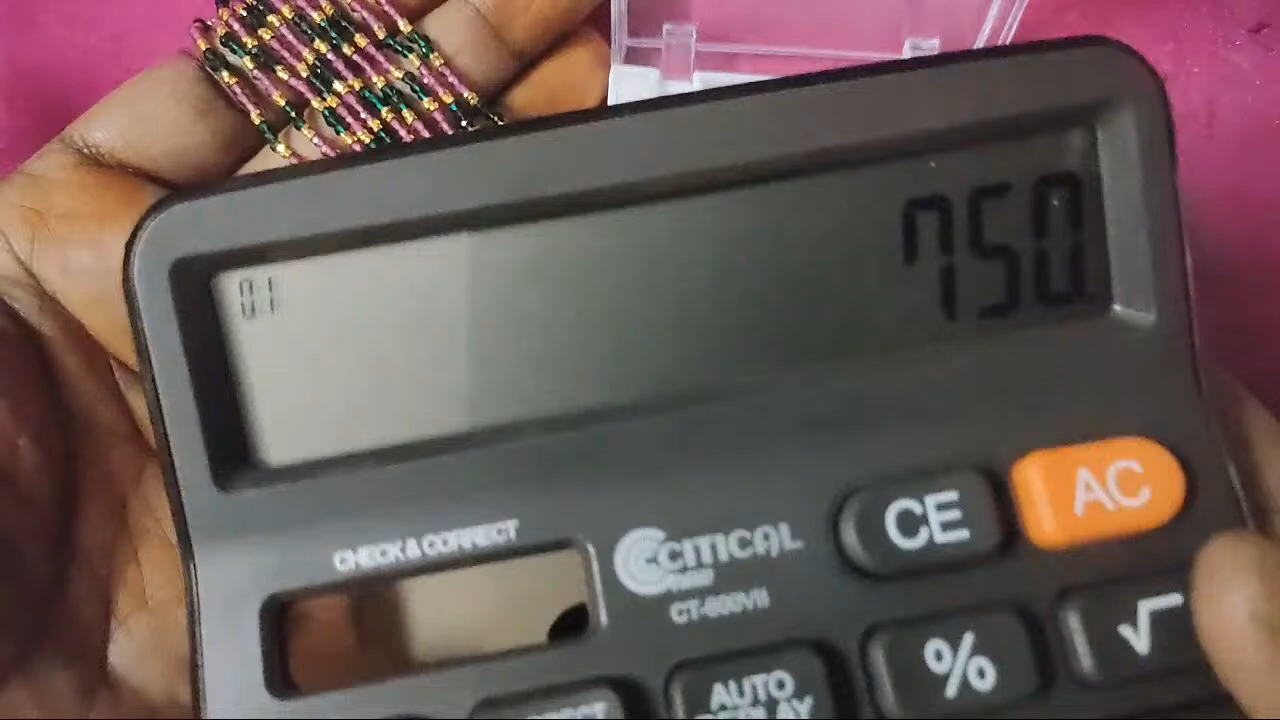 01
750.
CHECK & CORRECT
CITICAL
CE
AC
%
√
AUTO